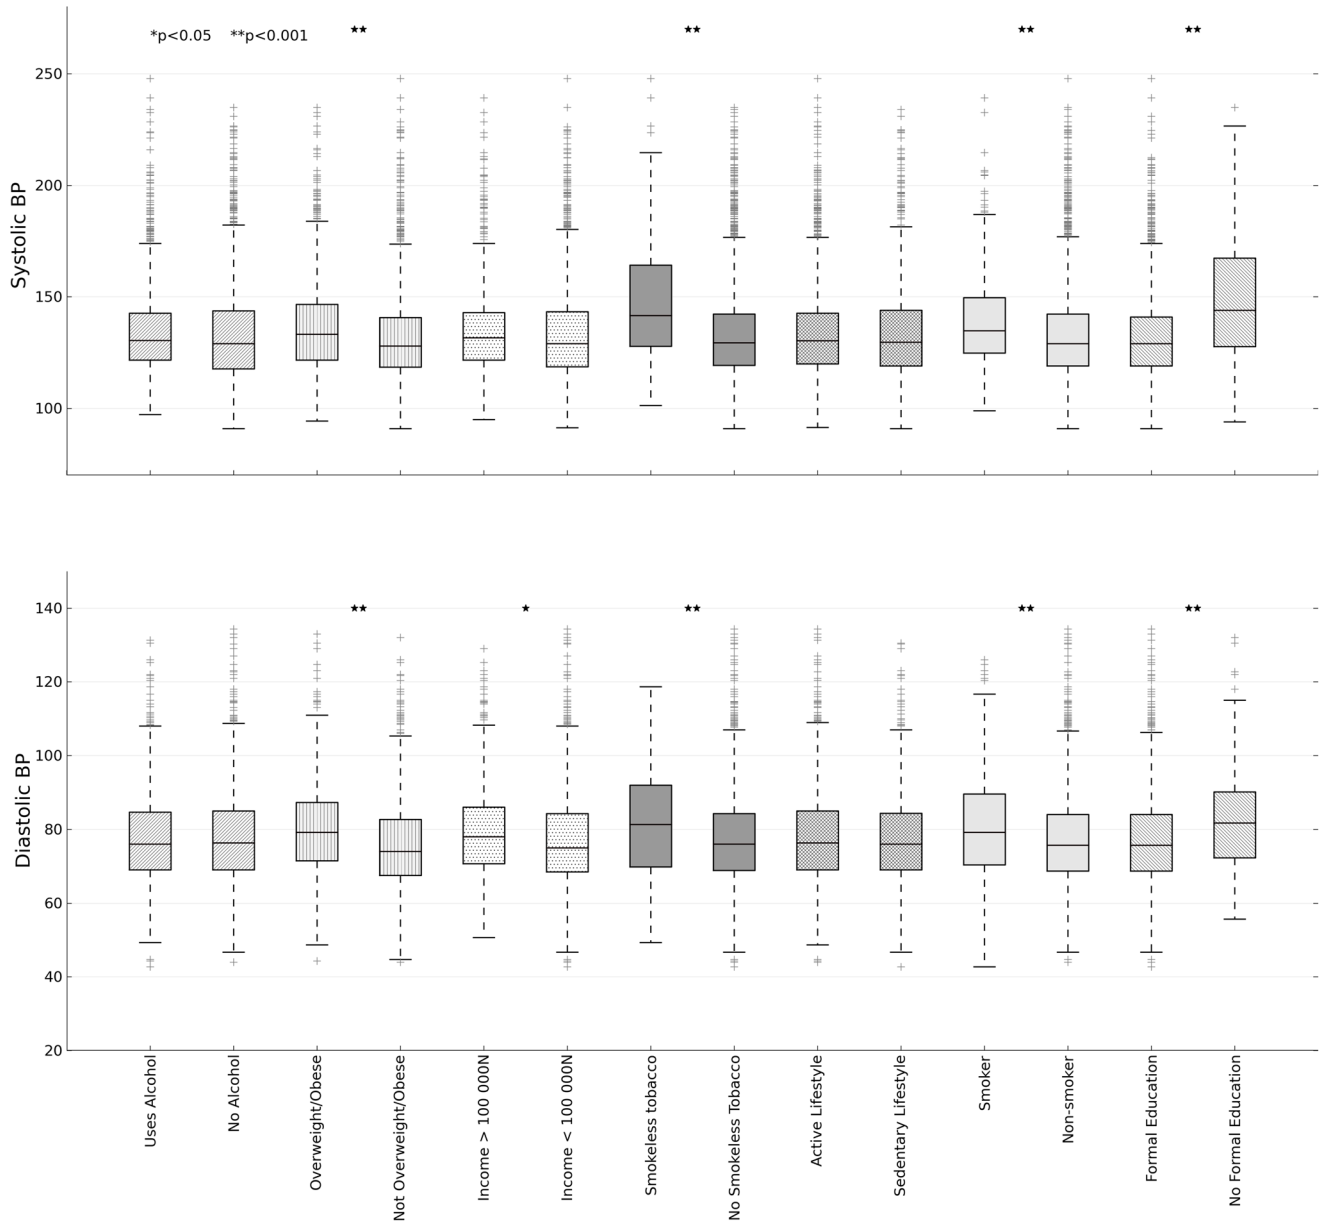 *p<0.05 **p<0.001 ★★ ★★ ★★ ★★
250
200
150
100
Systolic BP
★★ ★ ★★ ★★ ★★
140
120
100
80
60
40
20
Diastolic BP
Uses Alcohol
No Alcohol
Overweight/Obese
Not Overweight/Obese
Income > 100 000N
Income < 100 000N
Smokeless tobacco
No Smokeless Tobacco
Active Lifestyle
Sedentary Lifestyle
Smoker
Non-smoker
Formal Education
No Formal Education